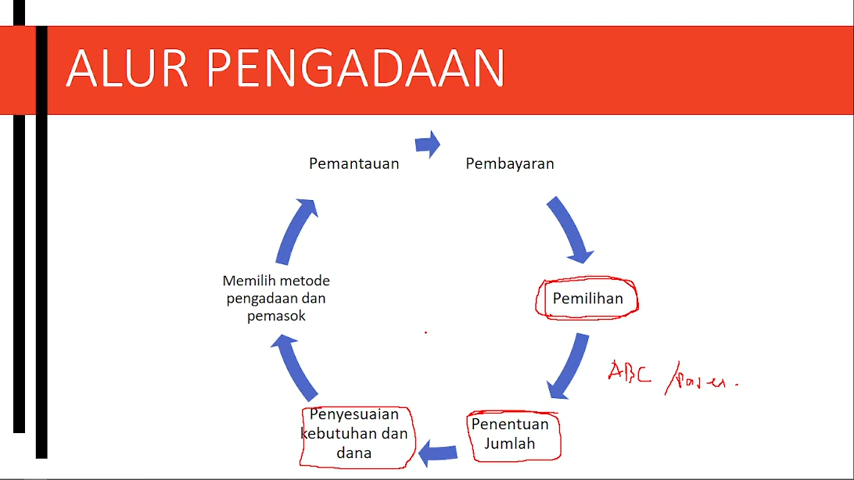 ALUR PENGADAAN
Pemantauan
Pembayaran
Pemilihan
ABC
Penentuan
Jumlah
Penyesuaian
kebutuhan dan
dana
Memilih metode
pengadaan dan
pemasok